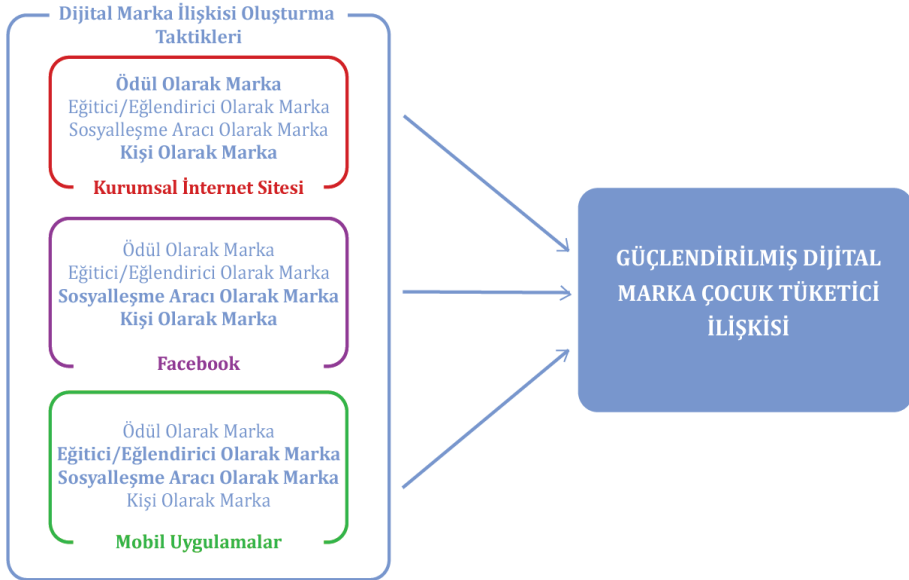 Dijital Marka İlişkisi Oluşturma
Taktikleri
Ödül Olarak Marka
Eğitici/Eğlendirici Olarak Marka
Sosyalleşme Aracı Olarak Marka
Kişi Olarak Marka
Kurumsal İnternet Sitesi
Ödül Olarak Marka
Eğitici/Eğlendirici Olarak Marka
Sosyalleşme Aracı Olarak Marka
Kişi Olarak Marka
Facebook
Ödül Olarak Marka
Eğitici/Eğlendirici Olarak Marka
Sosyalleşme Aracı Olarak Marka
Kişi Olarak Marka
Mobil Uygulamalar
GÜÇLENDİRİLMİŞ DİJİTAL
MARKA ÇOCUK TÜKETİCİ
İLİŞKİSİ